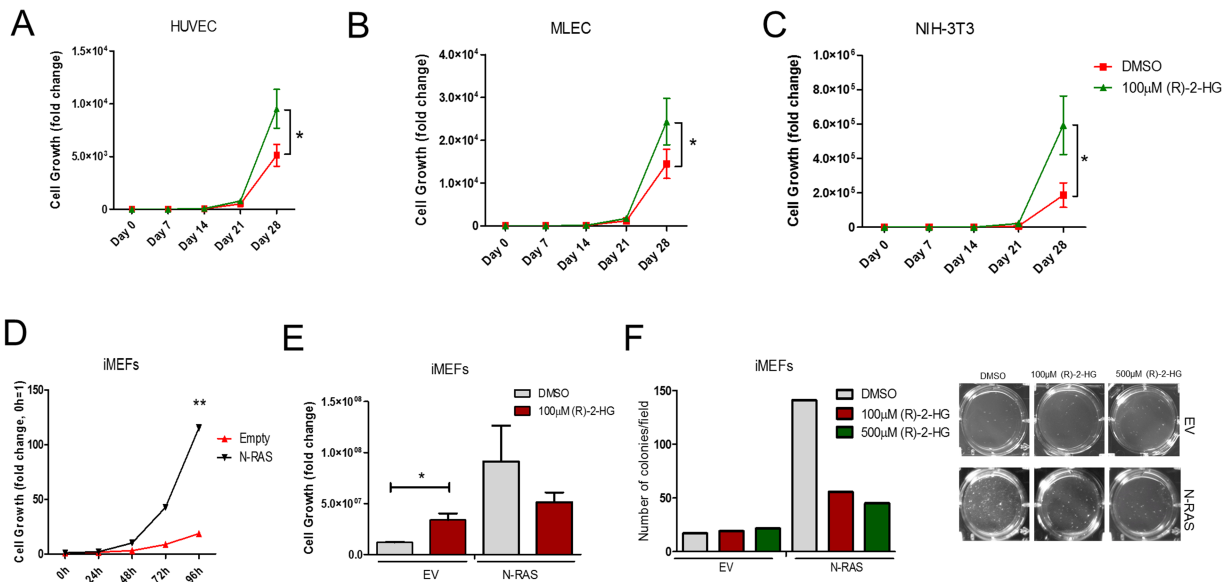 A
HUVEC
Cell Growth (fold change)
1.5×10⁴
1.0×10⁴
5.0×10³
0
Day 0
Day 7
Day 14
Day 21
Day 28
*
B
MLEC
Cell Growth (fold change)
4.0×10⁴
3.0×10⁴
2.0×10⁴
1.0×10⁴
0
Day 0
Day 7
Day 14
Day 21
Day 28
*
C
NIH-3T3
Cell Growth (fold change)
1.0×10⁶
8.0×10⁵
6.0×10⁵
4.0×10⁵
2.0×10⁵
0
Day 0
Day 7
Day 14
Day 21
Day 28
*
DMSO
100µM (R)-2-HG
D
iMEFs
Cell Growth (fold change, 0h=1)
150
100
50
0
0h
24h
48h
72h
96h
**
Empty
N-RAS
E
iMEFs
Cell Growth (fold change)
1.5×10⁰⁸
1.0×10⁰⁸
5.0×10⁰⁷
0.0
*
EV
N-RAS
DMSO
100µM (R)-2-HG
F
iMEFs
Number of colonies/field
150
100
50
0
EV
N-RAS
DMSO
100µM (R)-2-HG
500µM (R)-2-HG
DMSO
100µM (R)-2-HG
500µM (R)-2-HG
EV
N-RAS